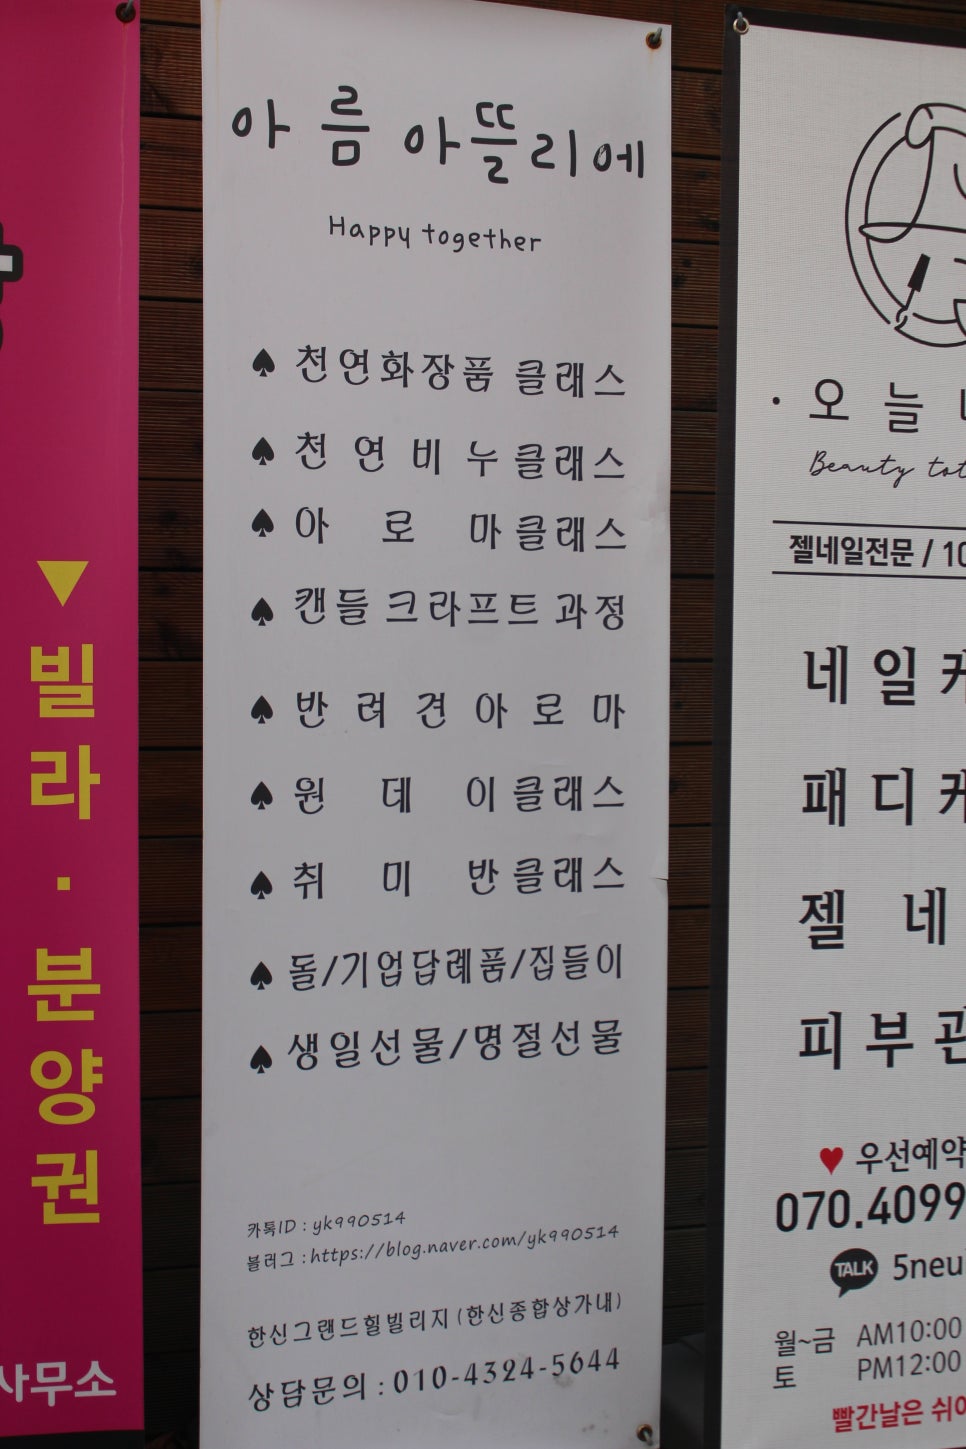 ▼
빌
라
·
분
양
권
사무소
아름 아뜰리에
Happy together
♠ 천연화장품 클래스
♠ 천연비누클래스
♠ 아로마클래스
♠ 캔들 크라프트 과정
♠ 반려견아로마
♠ 원데이클래스
♠ 취미반클래스
♠ 돌/기업답례품/집들이
♠ 생일선물/명절선물
카톡ID : yk990514
블러그 : https://blog.naver.com/yk990514
한신그랜드힐빌리지 (한신종합상가내)
상담문의 : 010-4324-5644
· 오늘
Beauty
젤네일전문 / 10
네일
패디
젤네
피부
♥ 우선예약
070.4099
TALK 5neu
월~금 AM10:00
토 PM12:00
빨간날은